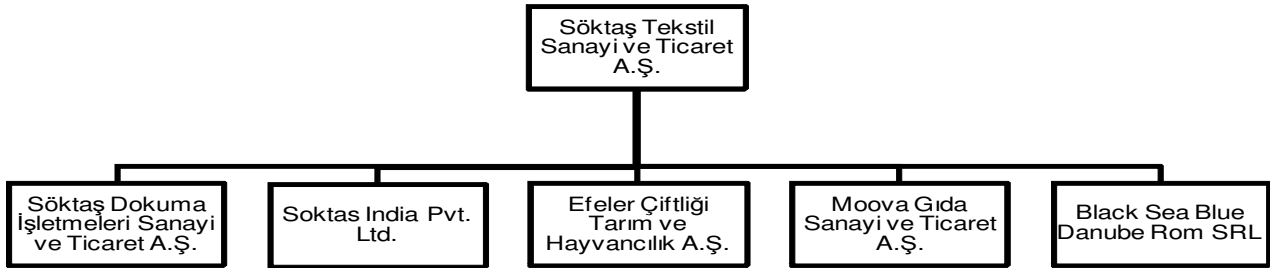 Söktaş Tekstil
Sanayi ve Ticaret
A.Ş.
Söktaş Dokuma
İşletmeleri Sanayi
ve Ticaret A.Ş.
Soktas India Pvt.
Ltd.
Efeler Çiftliği
Tarım ve
Hayvancılık A.Ş.
Moova Gıda
Sanayi ve Ticaret
A.Ş.
Black Sea Blue
Danube Rom SRL